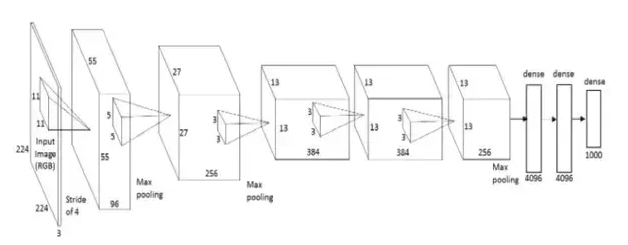 55
27
13
13
13
dense
dense
dense
11
11
5
5
3
3
3
3
3
3
55
27
13
13
13
224
Input
Image
(RGB)
384
384
256
1000
Max
pooling
256
Max
pooling
Max
pooling
4096
4096
224
Stride
of 4
96
3